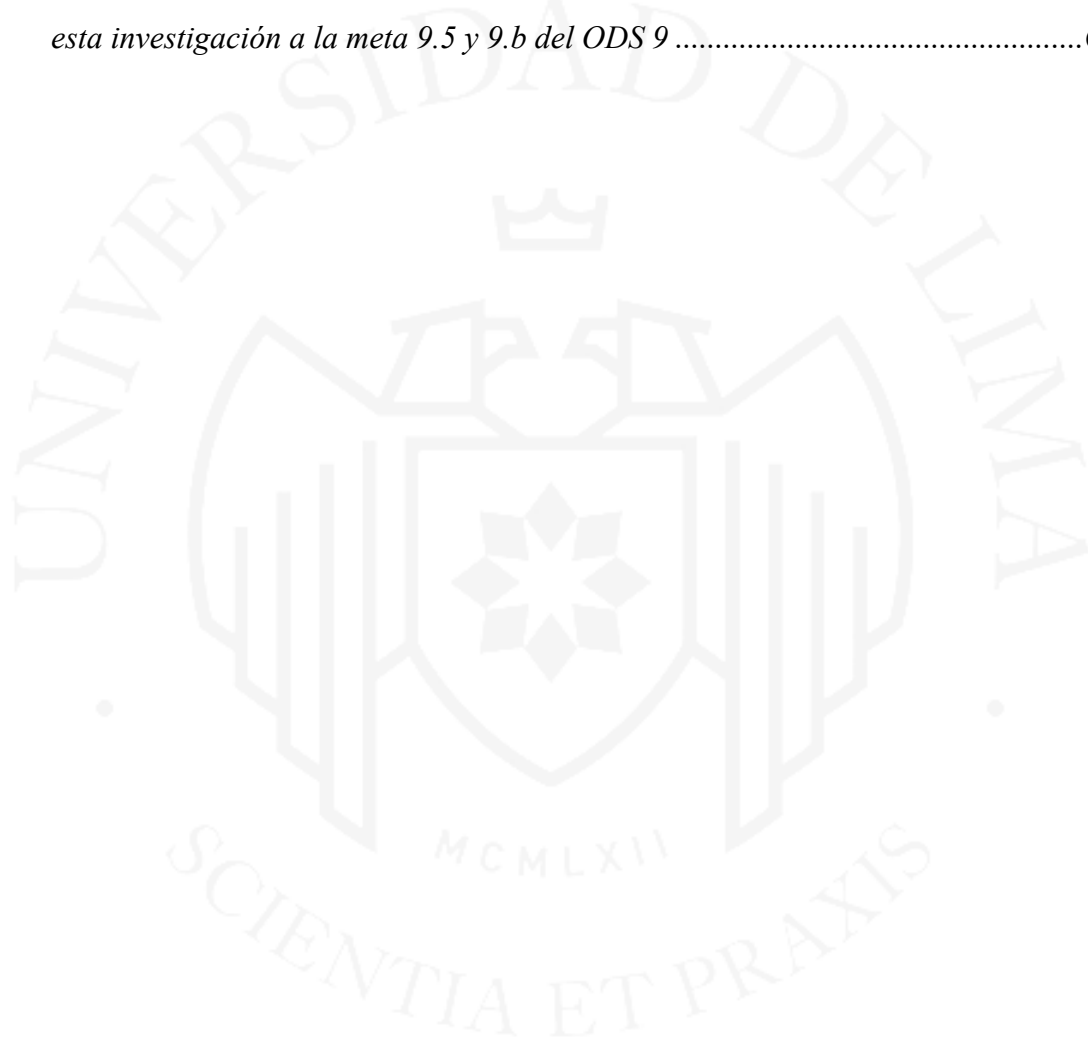 esta investigación a la meta 9.5 y 9.b del ODS 9 ...................................................
UNIVERSIDAD DE LIMA
MCMLXII
SCIENTIA ET PRAXIS